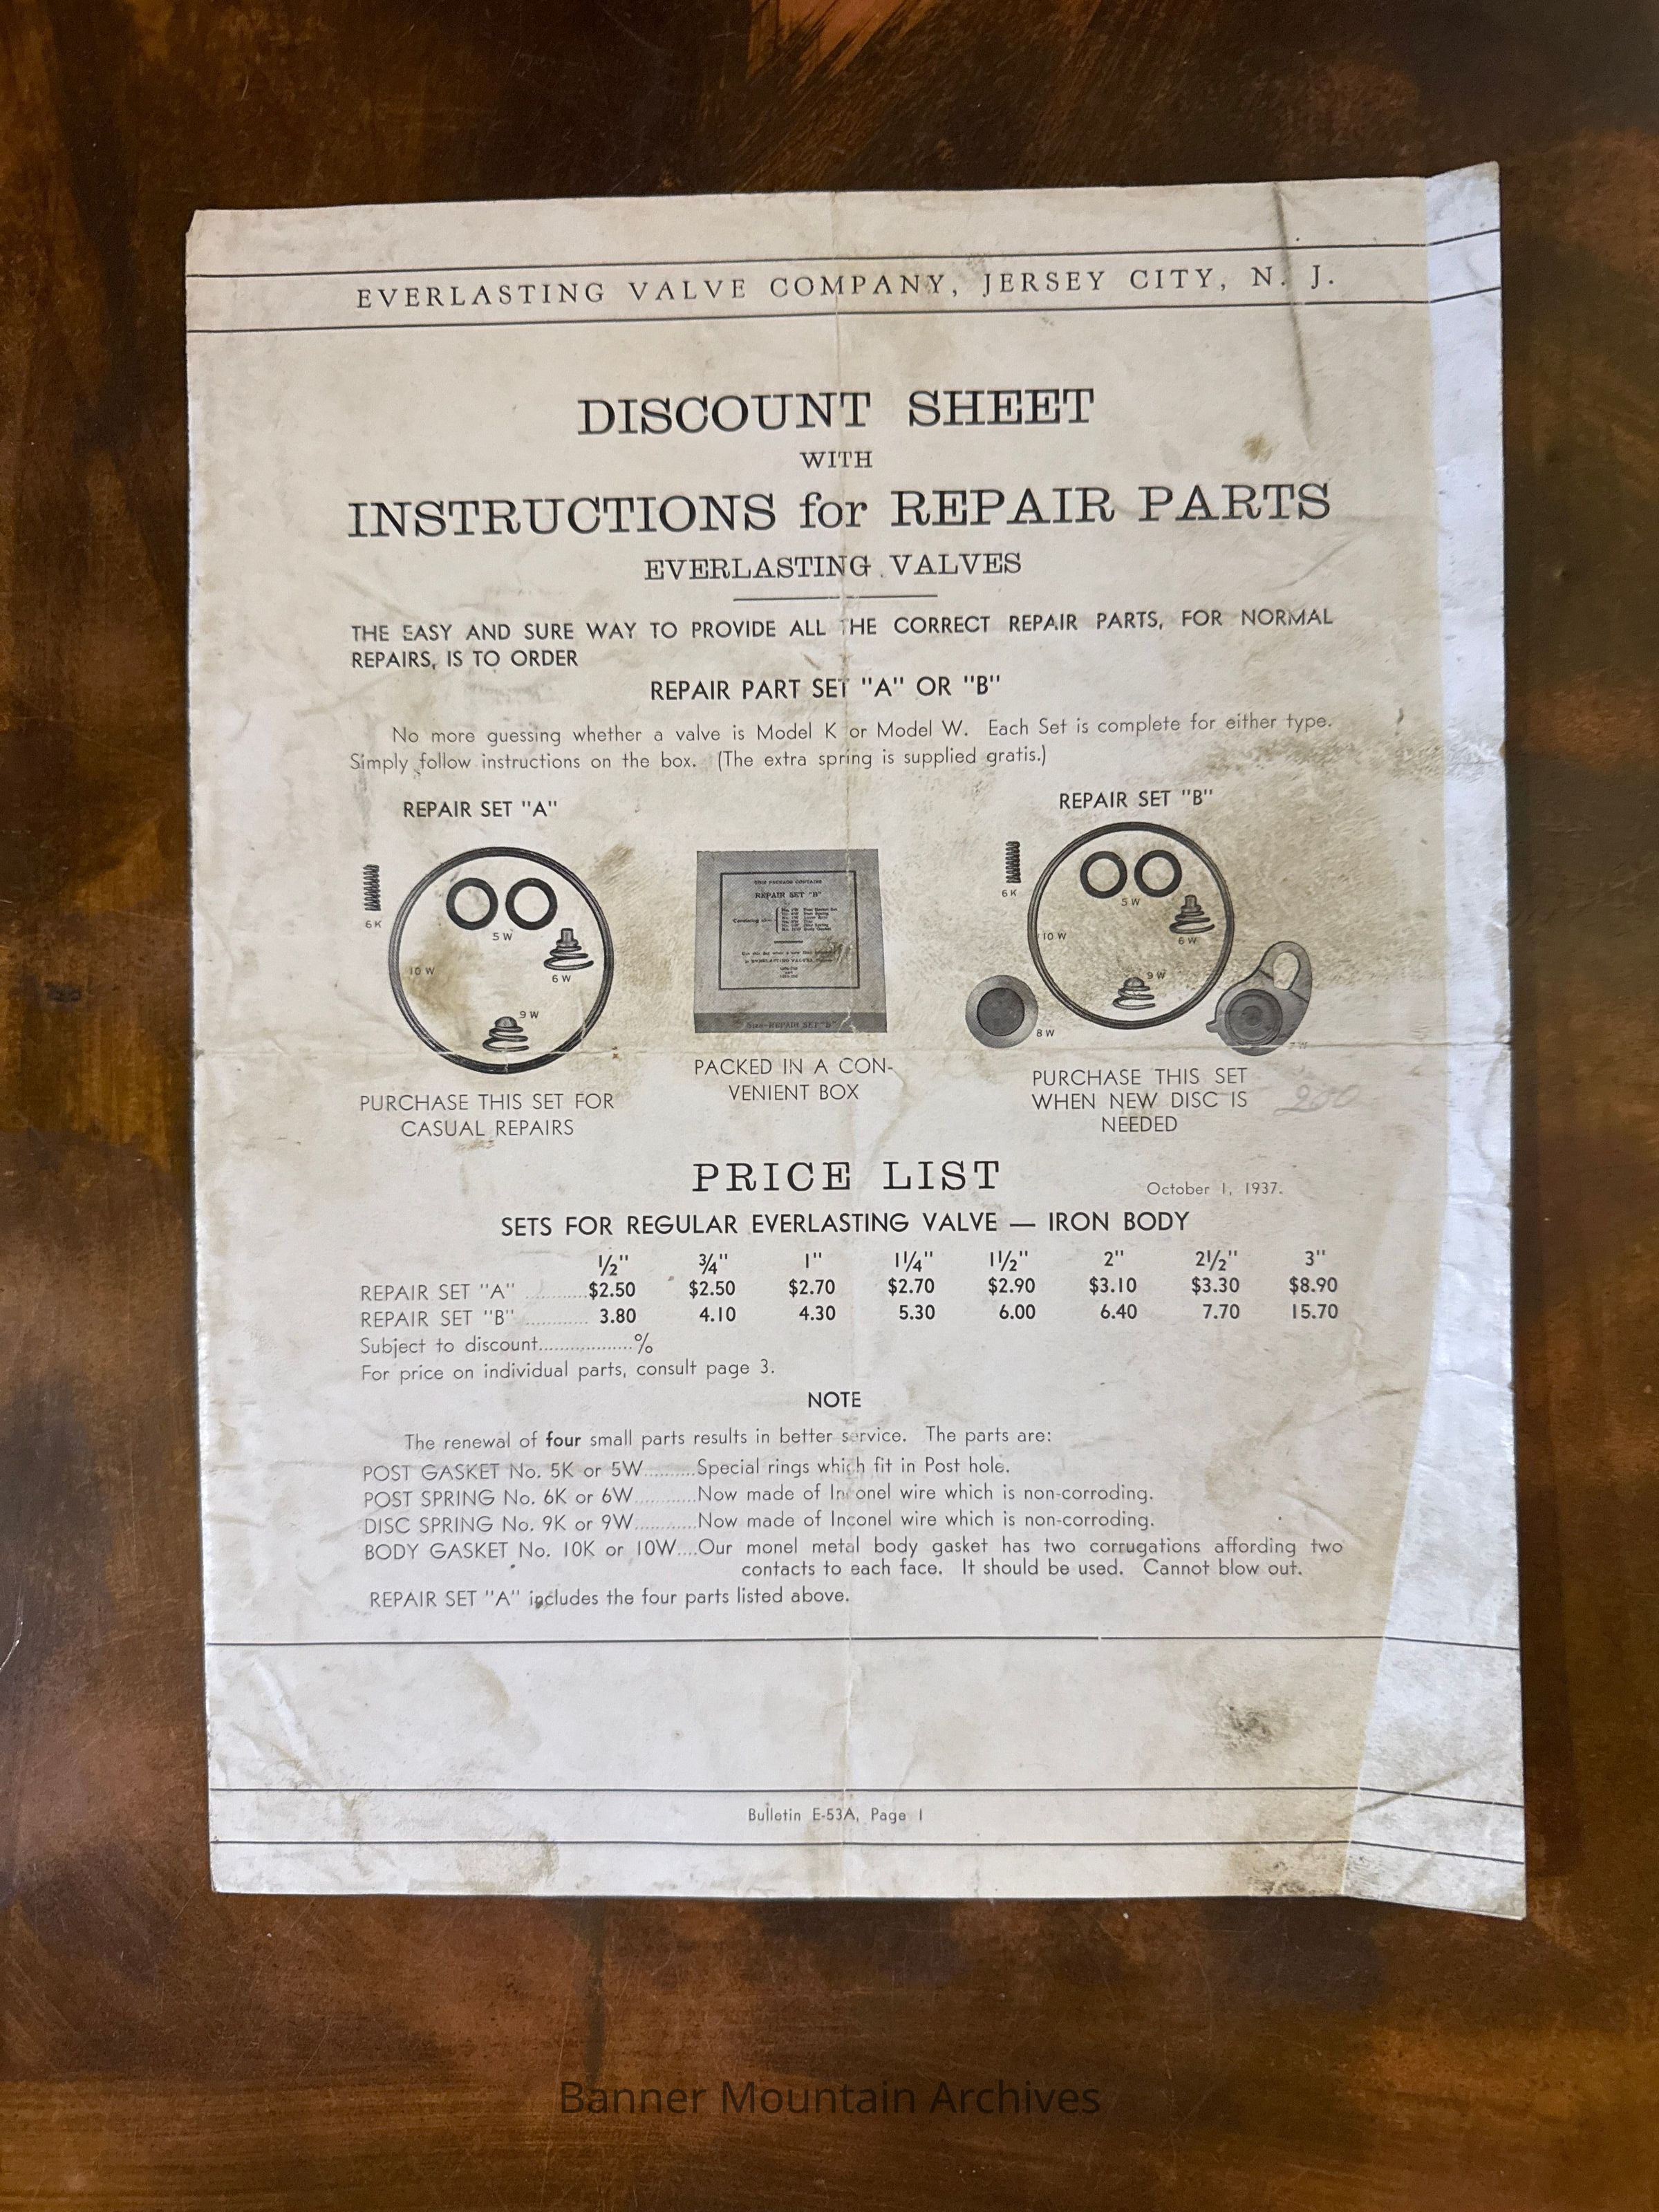 EVERLASTING VALVE COMPANY, JERSEY CITY, N. J.
DISCOUNT SHEET
WITH
INSTRUCTIONS for REPAIR PARTS
EVERLASTING VALVES
THE EASY AND SURE WAY TO PROVIDE ALL THE CORRECT REPAIR PARTS, FOR NORMAL
REPAIRS, IS TO ORDER
REPAIR PART SET "A" OR "B"
No more guessing whether a valve is Model K or Model W. Each Set is complete for either type.
Simply follow instructions on the box. (The extra spring is supplied gratis.)
REPAIR SET "A"
6 K
5 W
10 W
6 W
9 W
PURCHASE THIS SET FOR
CASUAL REPAIRS
THIS PACKAGE CONTAINS
REPAIR SET "B"
REPAIR SET "B"
PACKED IN A CON-
VENIENT BOX
REPAIR SET "B"
6 K
5 W
10 W
6 W
9 W
8 W
7 W
PURCHASE THIS SET
WHEN NEW DISC IS
NEEDED
200
PRICE LIST
October 1, 1937.
SETS FOR REGULAR EVERLASTING VALVE — IRON BODY
1/2" 3/4" 1" 1 1/4" 1 1/2" 2" 2 1/2" 3"
REPAIR SET "A" ............$2.50 $2.50 $2.70 $2.70 $2.90 $3.10 $3.30 $8.90
REPAIR SET "B" ............ 3.80 4.10 4.30 5.30 6.00 6.40 7.70 15.70
Subject to discount..................%
For price on individual parts, consult page 3.
NOTE
The renewal of four small parts results in better service. The parts are:
POST GASKET No. 5K or 5W..........Special rings which fit in Post hole.
POST SPRING No. 6K or 6W............Now made of Inconel wire which is non-corroding.
DISC SPRING No. 9K or 9W............Now made of Inconel wire which is non-corroding.
BODY GASKET No. 10K or 10W....Our monel metal body gasket has two corrugations affording two
contacts to each face. It should be used. Cannot blow out.
REPAIR SET "A" includes the four parts listed above.
Bulletin E-53A, Page 1
Banner Mountain Archives